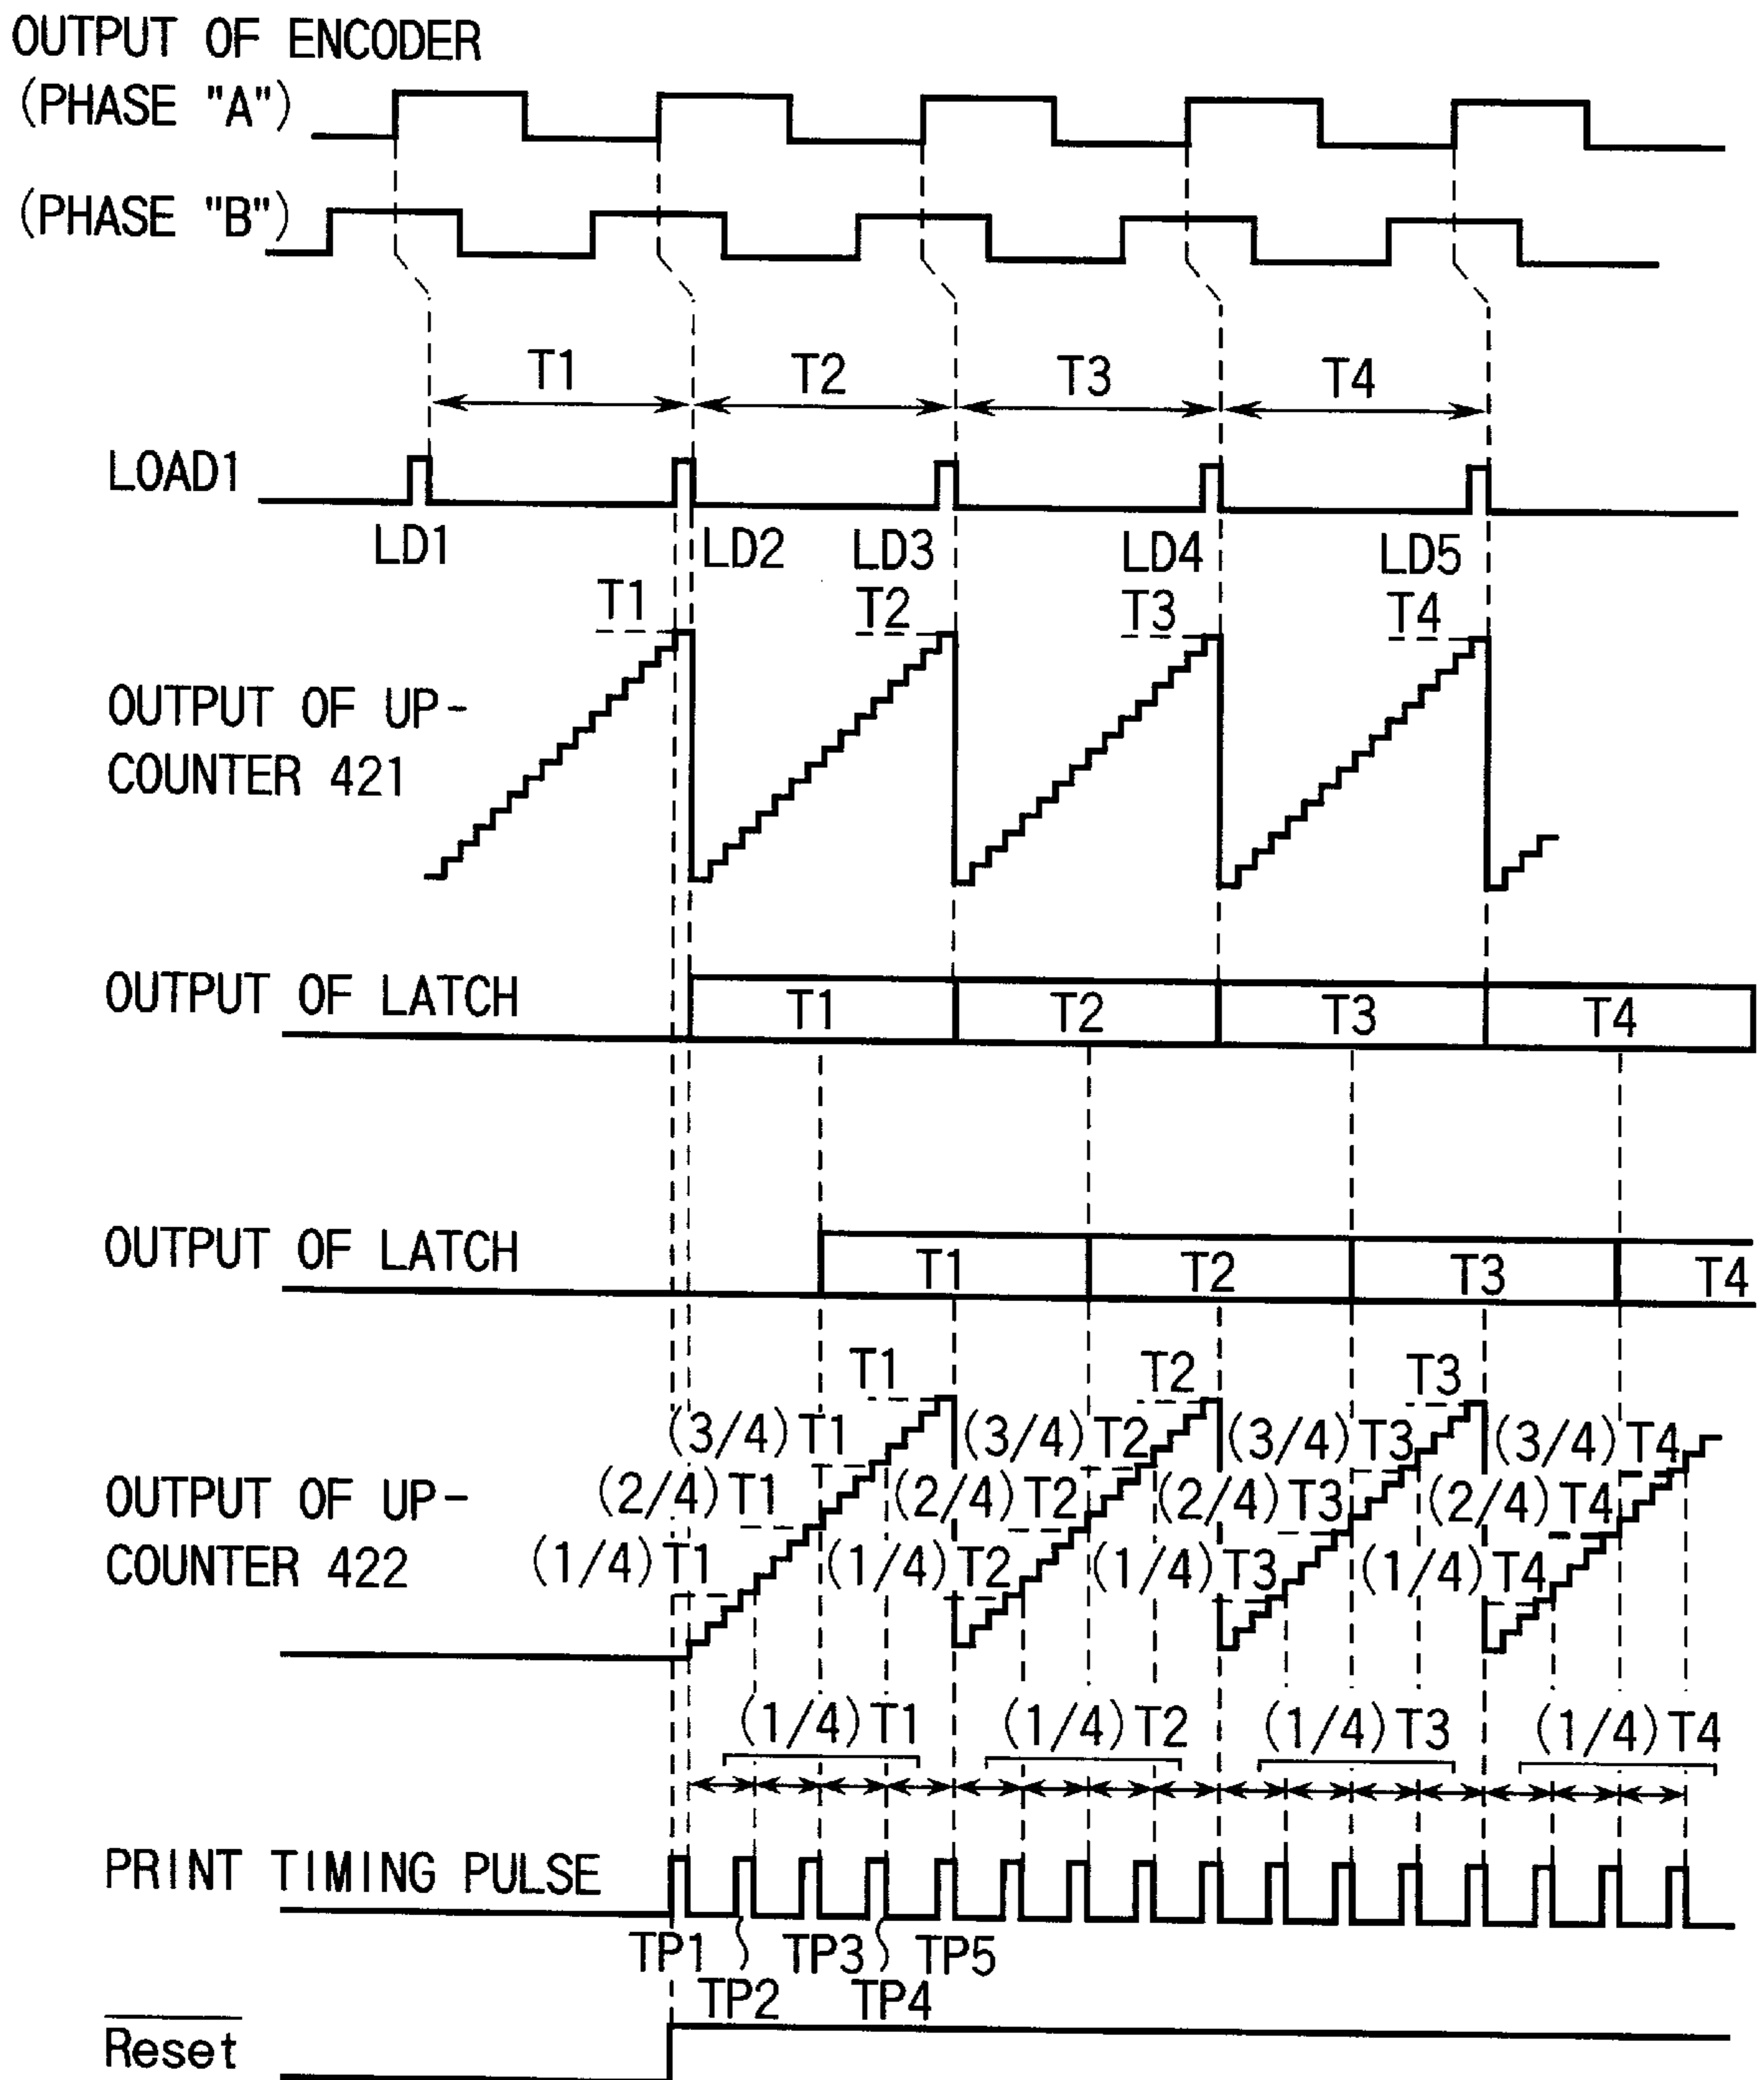 OUTPUT OF ENCODER
(PHASE "A")
(PHASE "B")
T1 T2 T3 T4
LOAD1
LD1 LD2 LD3 LD4 LD5
T1 T2 T3 T4
OUTPUT OF UP-
COUNTER 421
OUTPUT OF LATCH
T1 T2 T3 T4
OUTPUT OF LATCH
T1 T2 T3 T4
T1 T2 T3
(3/4)T1 (3/4)T2 (3/4)T3 (3/4)T4
OUTPUT OF UP-
(2/4)T1 (2/4)T2 (2/4)T3 (2/4)T4
COUNTER 422
(1/4)T1 (1/4)T2 (1/4)T3 (1/4)T4
(1/4)T1 (1/4)T2 (1/4)T3 (1/4)T4
PRINT TIMING PULSE
TP1 TP3 TP5
TP2 TP4
Reset